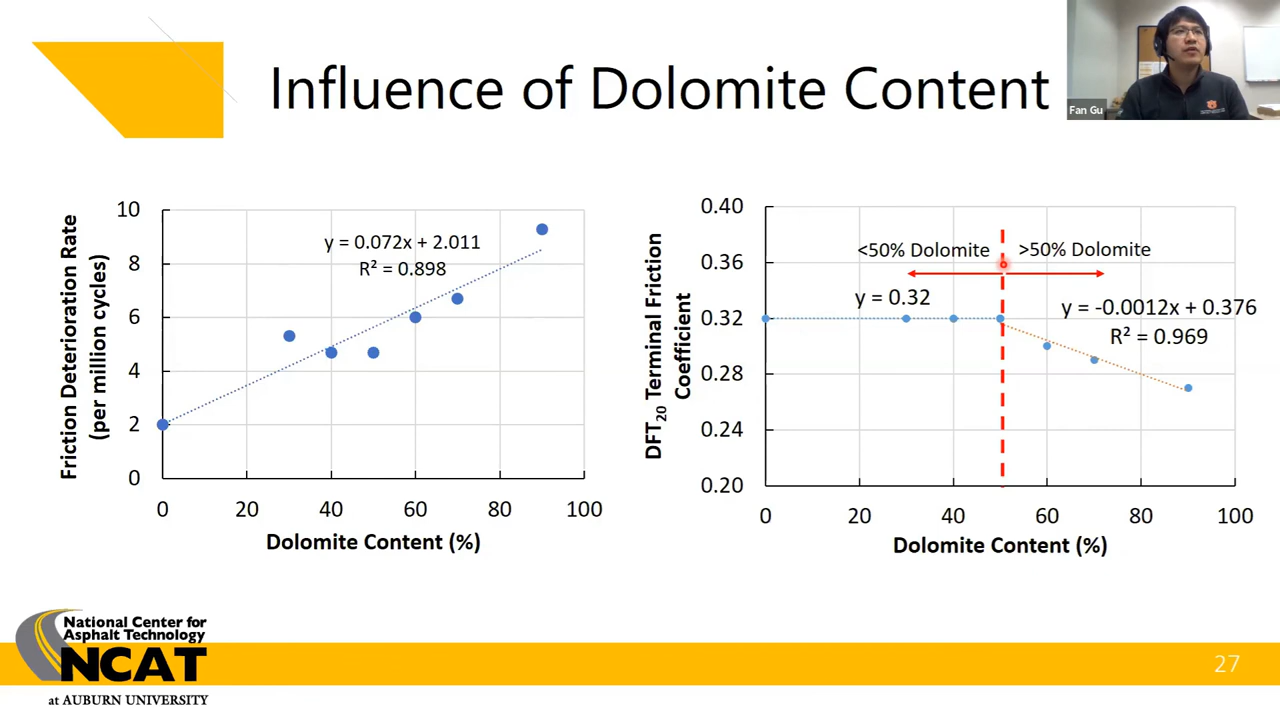 Influence of Dolomite Content
Fan Gu
Friction Deterioration Rate
(per million cycles)
10
8
6
4
2
0
y = 0.072x + 2.011
R² = 0.898
0 20 40 60 80 100
Dolomite Content (%)
DFT20 Terminal Friction
Coefficient
0.40
0.36
0.32
0.28
0.24
0.20
<50% Dolomite
>50% Dolomite
y = 0.32
y = -0.0012x + 0.376
R² = 0.969
0 20 40 60 80 100
Dolomite Content (%)
National Center for
Asphalt Technology
NCAT
at AUBURN UNIVERSITY
27